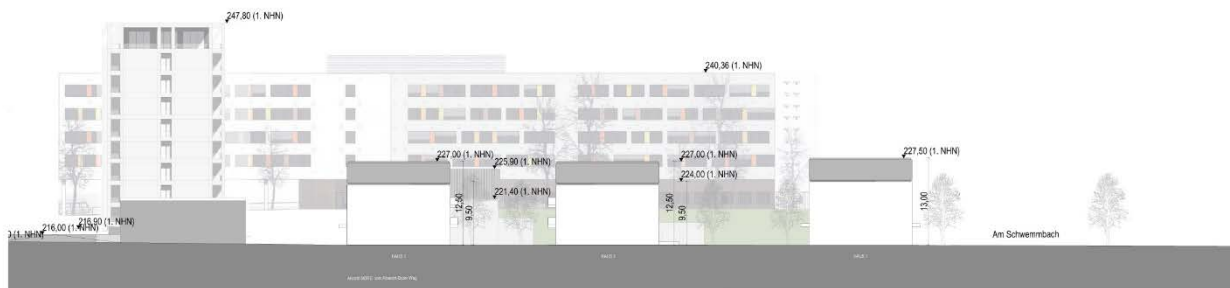 247,80 (1. NHN)
240,36 (1. NHN)
227,00 (1. NHN)
225,90 (1. NHN)
227,00 (1. NHN)
227,50 (1. NHN)
224,00 (1. NHN)
221,40 (1. NHN)
12,50
9,50
12,50
9,50
13,00
216,90 (1. NHN)
216,00 (1. NHN)
0 (1. NHN)
Am Schwemmbach